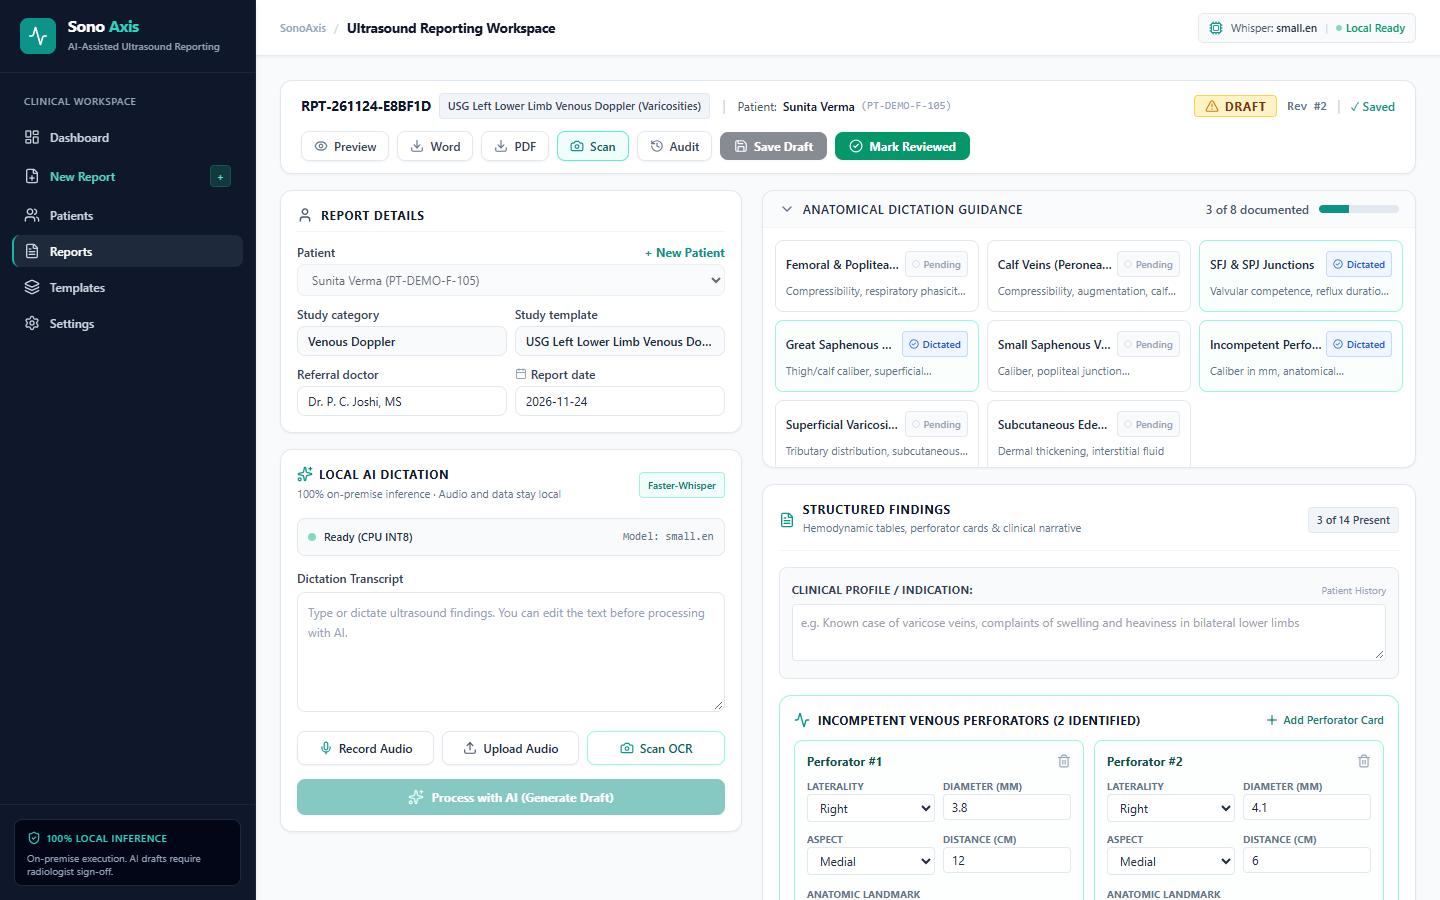 Sono Axis
AI-Assisted Ultrasound Reporting
CLINICAL WORKSPACE
Dashboard
New Report +
Patients
Reports
Templates
Settings
100% LOCAL INFERENCE
On-premise execution. AI drafts require
radiologist sign-off.
SonoAxis / Ultrasound Reporting Workspace
Whisper: small.en | Local Ready
RPT-261124-E8BF1D USG Left Lower Limb Venous Doppler (Varicosities) | Patient: Sunita Verma (PT-DEMO-F-105)
DRAFT Rev #2 | ✓ Saved
Preview Word PDF Scan Audit Save Draft Mark Reviewed
REPORT DETAILS
Patient + New Patient
Sunita Verma (PT-DEMO-F-105)
Study category Study template
Venous Doppler USG Left Lower Limb Venous Do...
Referral doctor Report date
Dr. P. C. Joshi, MS 2026-11-24
LOCAL AI DICTATION
100% on-premise inference · Audio and data stay local
Faster-Whisper
Ready (CPU INT8) Model: small.en
Dictation Transcript
Type or dictate ultrasound findings. You can edit the text before processing
with AI.
Record Audio Upload Audio Scan OCR
Process with AI (Generate Draft)
ANATOMICAL DICTATION GUIDANCE 3 of 8 documented
Femoral & Poplitea... Pending
Compressibility, respiratory phasicit...
Calf Veins (Peronea... Pending
Compressibility, augmentation, calf...
SFJ & SPJ Junctions Dictated
Valvular competence, reflux duratio...
Great Saphenous ... Dictated
Thigh/calf caliber, superficial...
Small Saphenous V... Pending
Caliber, popliteal junction...
Incompetent Perfo... Dictated
Caliber in mm, anatomical...
Superficial Varicosi... Pending
Tributary distribution, subcutaneous...
Subcutaneous Ede... Pending
Dermal thickening, interstitial fluid
STRUCTURED FINDINGS
Hemodynamic tables, perforator cards & clinical narrative
3 of 14 Present
CLINICAL PROFILE / INDICATION: Patient History
e.g. Known case of varicose veins, complaints of swelling and heaviness in bilateral lower limbs
INCOMPETENT VENOUS PERFORATORS (2 IDENTIFIED) + Add Perforator Card
Perforator #1
LATERALITY DIAMETER (MM)
Right 3.8
ASPECT DISTANCE (CM)
Medial 12
ANATOMIC LANDMARK
Perforator #2
LATERALITY DIAMETER (MM)
Right 4.1
ASPECT DISTANCE (CM)
Medial 6
ANATOMIC LANDMARK